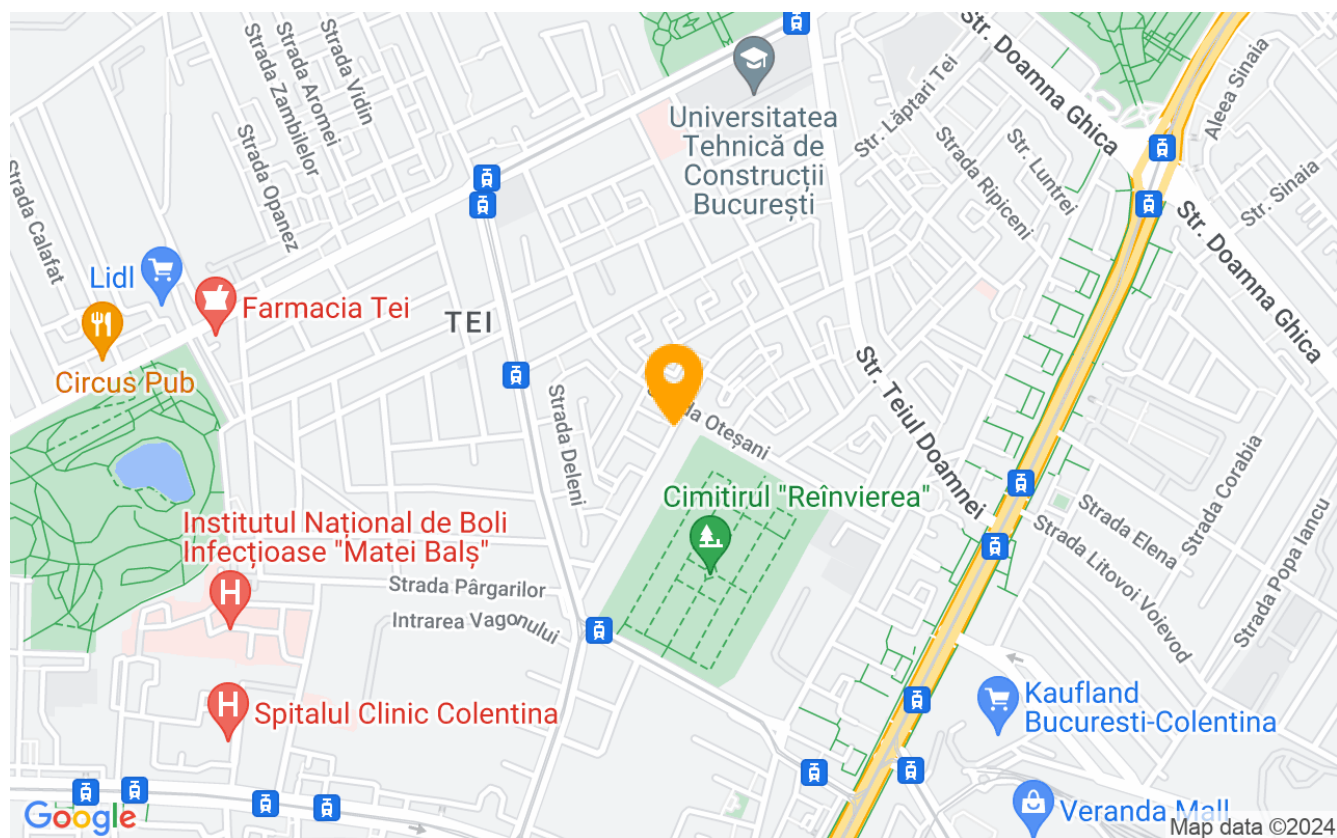 Str. Doamna Ghica
Aleea Sinaia
Strada Vidin
Strada Aromei
Strada Zambilelor
Universitatea
Tehnică de
Construcții
București
Str. Lăptari Tei
Strada Opanez
Strada Ripiceni
Str. Luntrei
Str. Sinaia
Strada Calafat
Str. Doamna Ghica
Lidl
Farmacia Tei
TEI
Circus Pub
Str. Teiul Doamnei
Strada Deleni
Oteșani
Strada Corabia
Cimitirul "Reînvierea"
Strada Elena
Strada Popa Iancu
Institutul Național de Boli
Infecțioase "Matei Balș"
Strada Litovoi Voievod
Strada Pârgarilor
Intrarea Vagonului
H
Kaufland
Bucuresti-Colentina
H
Spitalul Clinic Colentina
Veranda Mall
Google
Map data ©2024